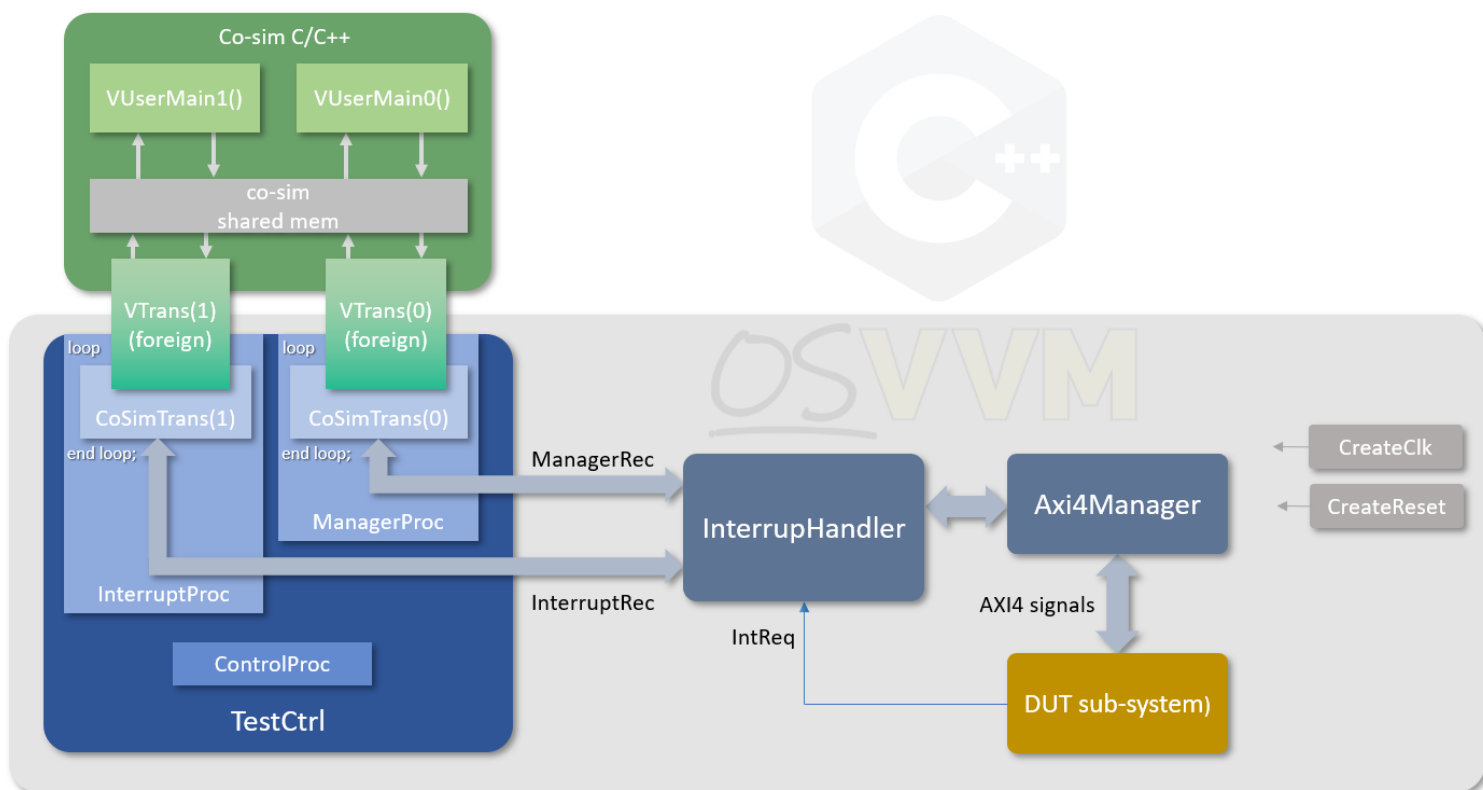 Co-sim C/C++
VUserMain1()
VUserMain0()
co-sim
shared mem
VTrans(1)
(foreign)
VTrans(0)
(foreign)
loop
loop
CoSimTrans(1)
CoSimTrans(0)
end loop;
end loop;
ManagerProc
InterruptProc
ControlProc
TestCtrl
ManagerRec
InterruptRec
C++
OSVVM
InterrupHandler
Axi4Manager
CreateClk
CreateReset
IntReq
AXI4 signals
DUT sub-system)